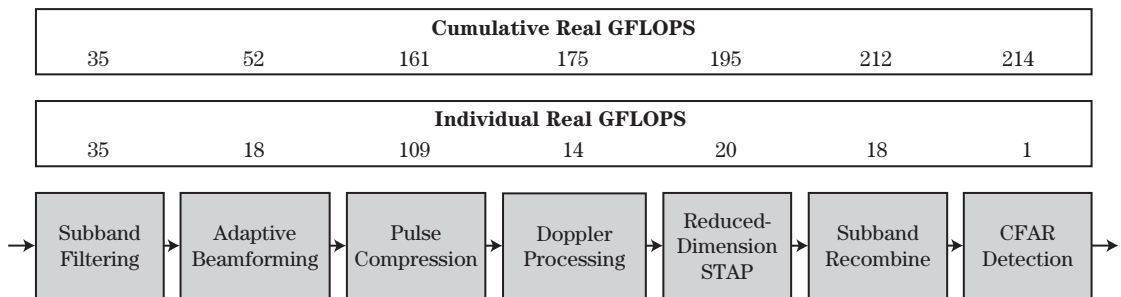 Cumulative Real GFLOPS
35 52 161 175 195 212 214
Individual Real GFLOPS
35 18 109 14 20 18 1
Subband
Filtering
Adaptive
Beamforming
Pulse
Compression
Doppler
Processing
Reduced-
Dimension
STAP
Subband
Recombine
CFAR
Detection